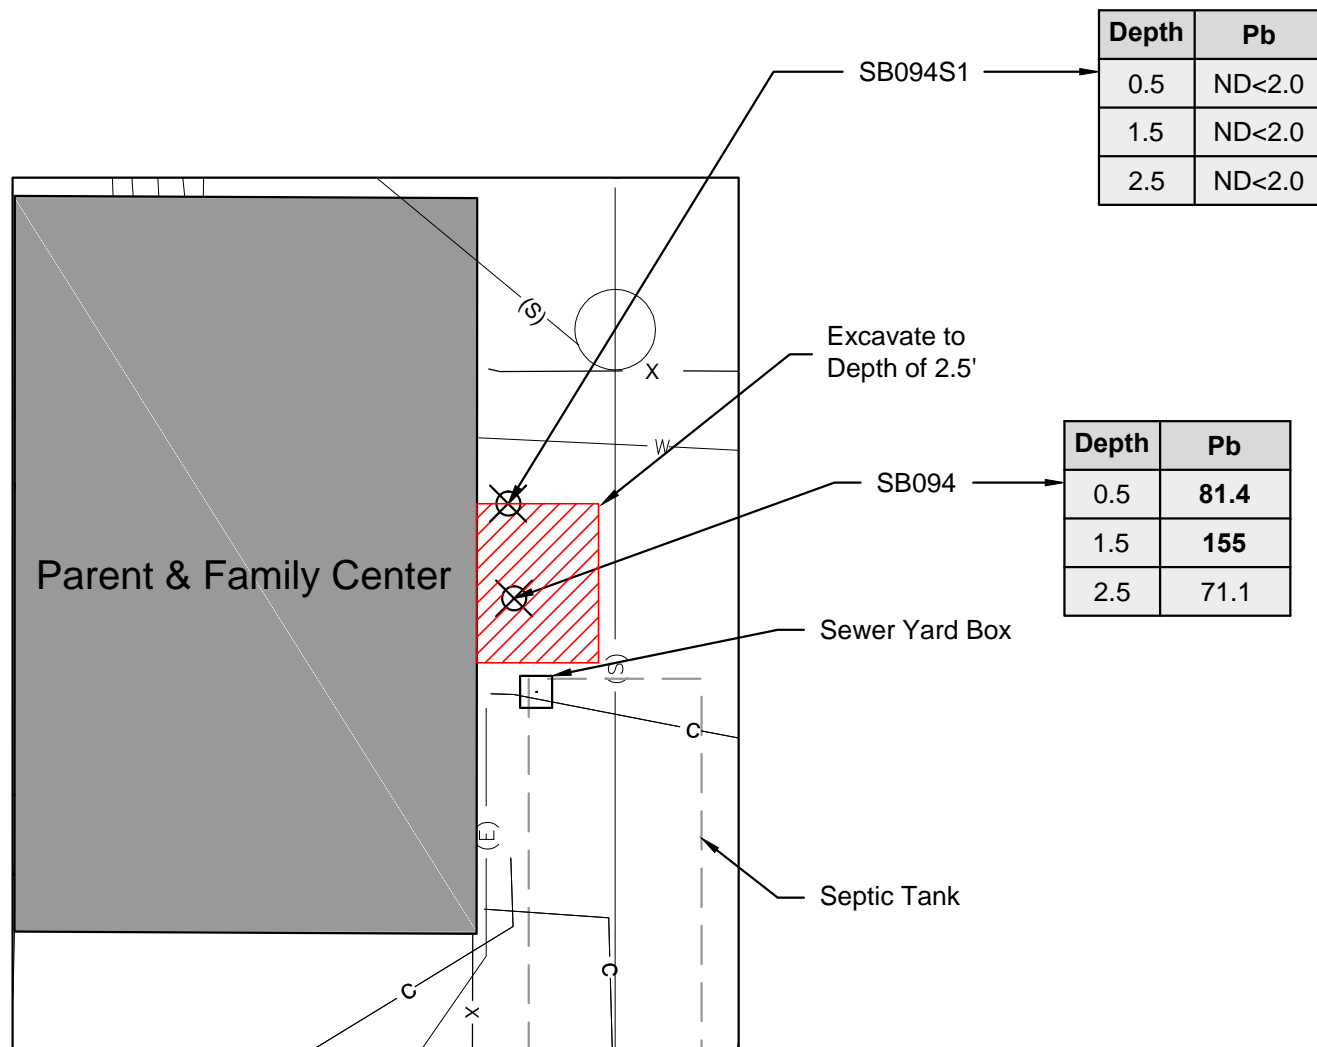 Depth Pb
SB094S1
0.5 ND<2.0
1.5 ND<2.0
2.5 ND<2.0
(S)
Excavate to
Depth of 2.5'
X
W
Depth Pb
SB094
0.5 81.4
1.5 155
2.5 71.1
Parent & Family Center
Sewer Yard Box
(S)
C
(E)
Septic Tank
C
C
X